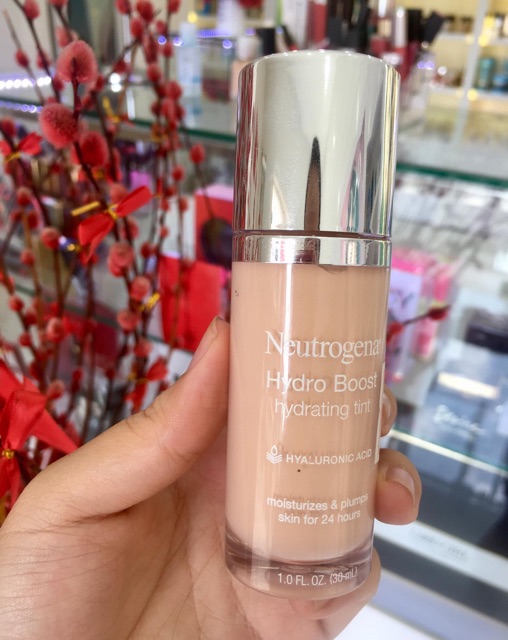 Neutrogena
Hydro Boost
hydrating tint
HYALURONIC ACID
moisturizes & plumps
skin for 24 hours
1.0 FL. OZ. (30 mL)